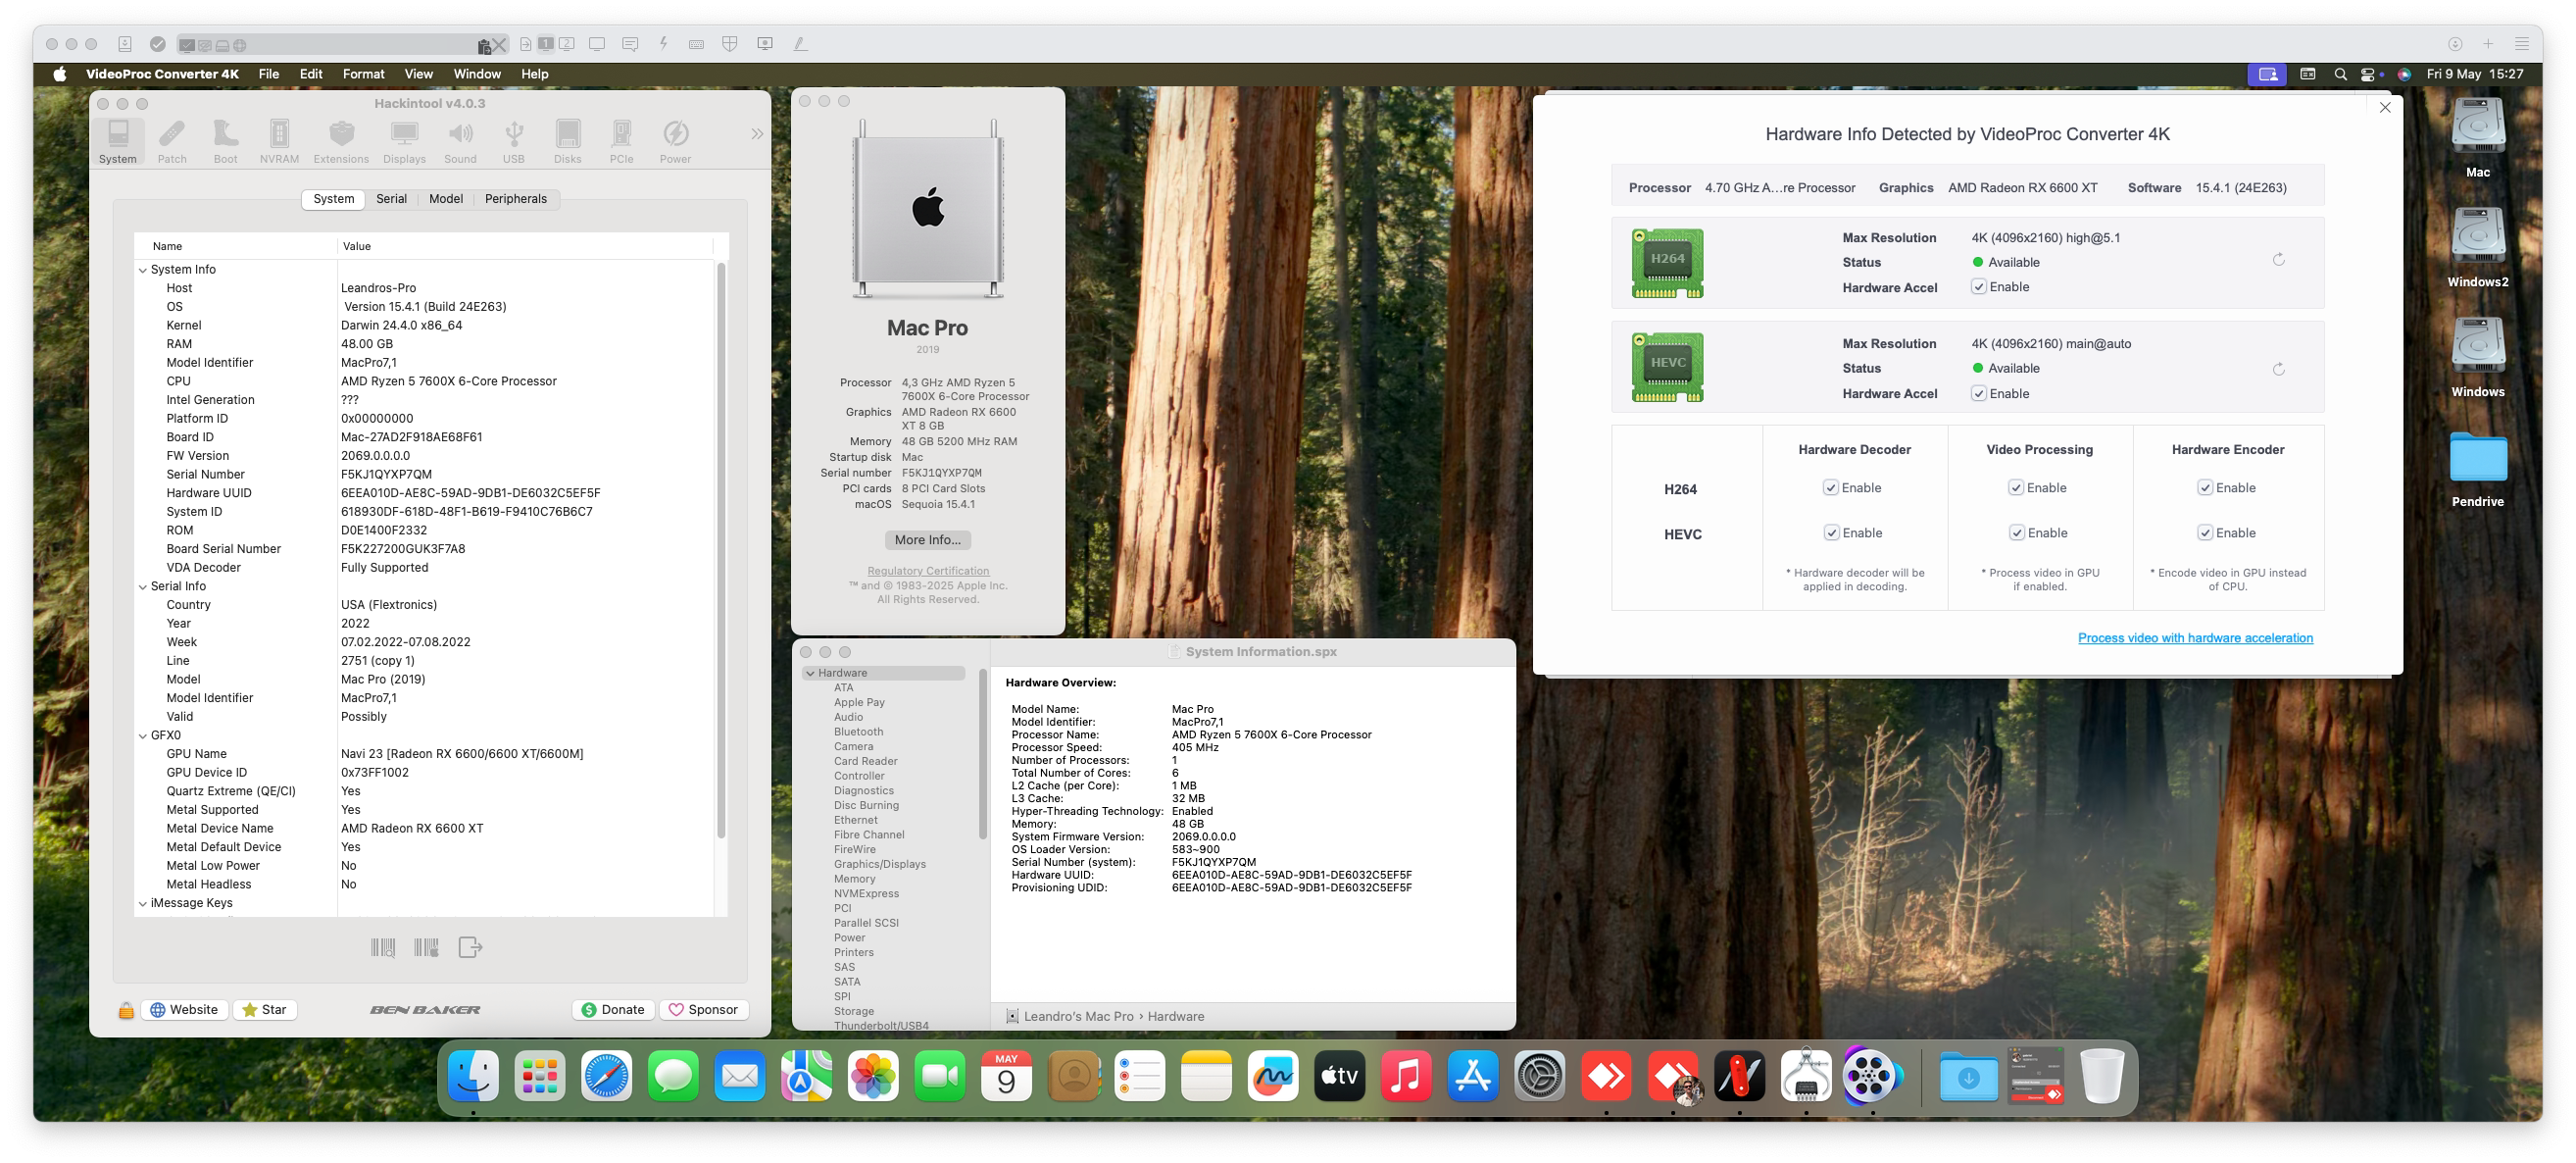 1
2
VideoProc Converter 4K File Edit Format View Window Help
Fri 9 May 15:27
Hackintool v4.0.3
System Patch Boot NVRAM Extensions Displays Sound USB Disks PCIe Power
System Serial Model Peripherals
Name Value
System Info
Host Leandros-Pro
OS Version 15.4.1 (Build 24E263)
Kernel Darwin 24.4.0 x86_64
RAM 48.00 GB
Model Identifier MacPro7,1
CPU AMD Ryzen 5 7600X 6-Core Processor
Intel Generation ???
Platform ID 0x00000000
Board ID Mac-27AD2F918AE68F61
FW Version 2069.0.0.0.0
Serial Number F5KJ1QYXP7QM
Hardware UUID 6EEA010D-AE8C-59AD-9DB1-DE6032C5EF5F
System ID 618930DF-618D-48F1-B619-F9410C76B6C7
ROM D0E1400F2332
Board Serial Number F5K227200GUK3F7A8
VDA Decoder Fully Supported
Serial Info
Country USA (Flextronics)
Year 2022
Week 07.02.2022-07.08.2022
Line 2751 (copy 1)
Model Mac Pro (2019)
Model Identifier MacPro7,1
Valid Possibly
GFX0
GPU Name Navi 23 [Radeon RX 6600/6600 XT/6600M]
GPU Device ID 0x73FF1002
Quartz Extreme (QE/CI) Yes
Metal Supported Yes
Metal Device Name AMD Radeon RX 6600 XT
Metal Default Device Yes
Metal Low Power No
Metal Headless No
iMessage Keys
Website Star BEN BAKER Donate Sponsor
Mac Pro
2019
Processor 4,3 GHz AMD Ryzen 5
7600X 6-Core Processor
Graphics AMD Radeon RX 6600
XT 8 GB
Memory 48 GB 5200 MHz RAM
Startup disk Mac
Serial number F5KJ1QYXP7QM
PCI cards 8 PCI Card Slots
macOS Sequoia 15.4.1
More Info...
Regulatory Certification
™ and © 1983-2025 Apple Inc.
All Rights Reserved.
System Information.spx
Hardware
ATA
Apple Pay
Audio
Bluetooth
Camera
Card Reader
Controller
Diagnostics
Disc Burning
Ethernet
Fibre Channel
FireWire
Graphics/Displays
Memory
NVMExpress
PCI
Parallel SCSI
Power
Printers
SAS
SATA
SPI
Storage
Thunderbolt/USB4
Hardware Overview:
Model Name: Mac Pro
Model Identifier: MacPro7,1
Processor Name: AMD Ryzen 5 7600X 6-Core Processor
Processor Speed: 405 MHz
Number of Processors: 1
Total Number of Cores: 6
L2 Cache (per Core): 1 MB
L3 Cache: 32 MB
Hyper-Threading Technology: Enabled
Memory: 48 GB
System Firmware Version: 2069.0.0.0.0
OS Loader Version: 583~900
Serial Number (system): F5KJ1QYXP7QM
Hardware UUID: 6EEA010D-AE8C-59AD-9DB1-DE6032C5EF5F
Provisioning UDID: 6EEA010D-AE8C-59AD-9DB1-DE6032C5EF5F
Leandro's Mac Pro › Hardware
Hardware Info Detected by VideoProc Converter 4K
Processor 4.70 GHz A...re Processor Graphics AMD Radeon RX 6600 XT Software 15.4.1 (24E263)
H264
Max Resolution 4K (4096x2160) high@5.1
Status Available
Hardware Accel Enable
HEVC
Max Resolution 4K (4096x2160) main@auto
Status Available
Hardware Accel Enable
Hardware Decoder Video Processing Hardware Encoder
H264 Enable Enable Enable
HEVC Enable Enable Enable
* Hardware decoder will be
applied in decoding.
* Process video in GPU
if enabled.
* Encode video in GPU instead
of CPU.
Process video with hardware acceleration
Mac
Windows2
Windows
Pendrive
MAY
9
tv